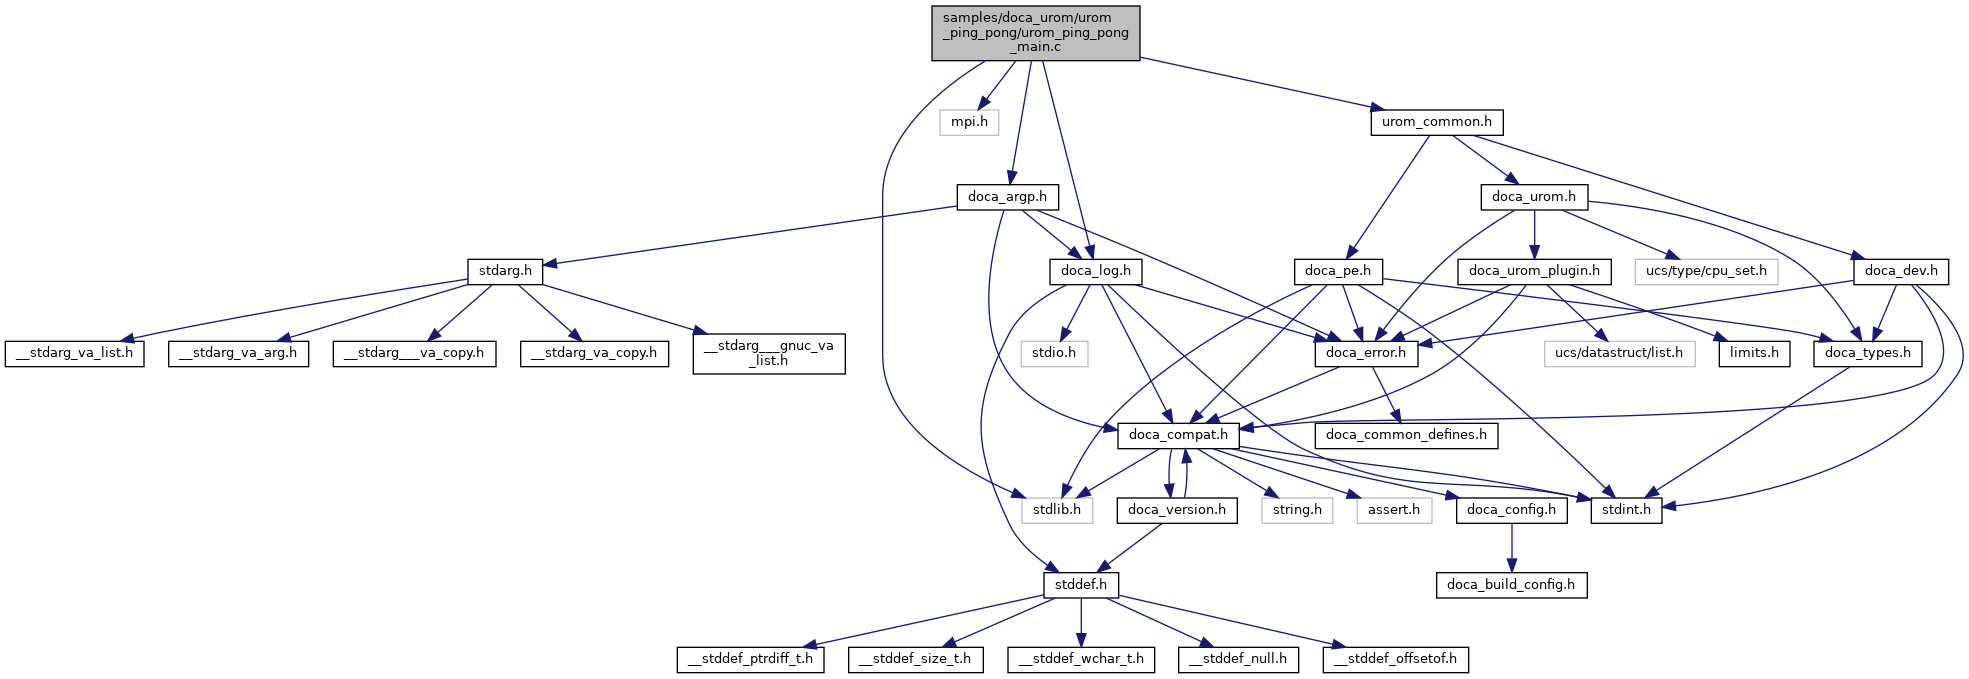 samples/doca_urom/urom
_ping_pong/urom_ping_pong
_main.c
mpi.h
urom_common.h
doca_argp.h
doca_urom.h
stdarg.h
doca_log.h
doca_pe.h
doca_urom_plugin.h
ucs/type/cpu_set.h
doca_dev.h
__stdarg_va_list.h
__stdarg_va_arg.h
__stdarg___va_copy.h
__stdarg_va_copy.h
__stdarg___gnuc_va
_list.h
stdio.h
doca_error.h
ucs/datastruct/list.h
limits.h
doca_types.h
doca_compat.h
doca_common_defines.h
stdlib.h
doca_version.h
string.h
assert.h
doca_config.h
stdint.h
stddef.h
doca_build_config.h
__stddef_ptrdiff_t.h
__stddef_size_t.h
__stddef_wchar_t.h
__stddef_null.h
__stddef_offsetof.h